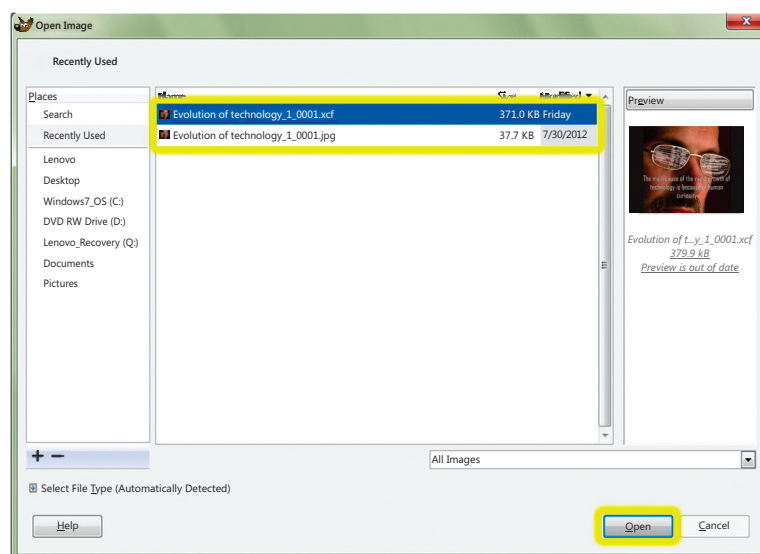 Open Image
x
Recently Used
Places
Search
Recently Used
Lenovo
Desktop
Windows7_OS (C:)
DVD RW Drive (D:)
Lenovo_Recovery (Q:)
Documents
Pictures
Evolution of technology_1_0001.xcf 371.0 KB Friday
Evolution of technology_1_0001.jpg 37.7 KB 7/30/2012
Preview
Evolution of t...y_1_0001.xcf
379.9 kB
Preview is out of date
All Images
Select File Type (Automatically Detected)
Help
Open
Cancel